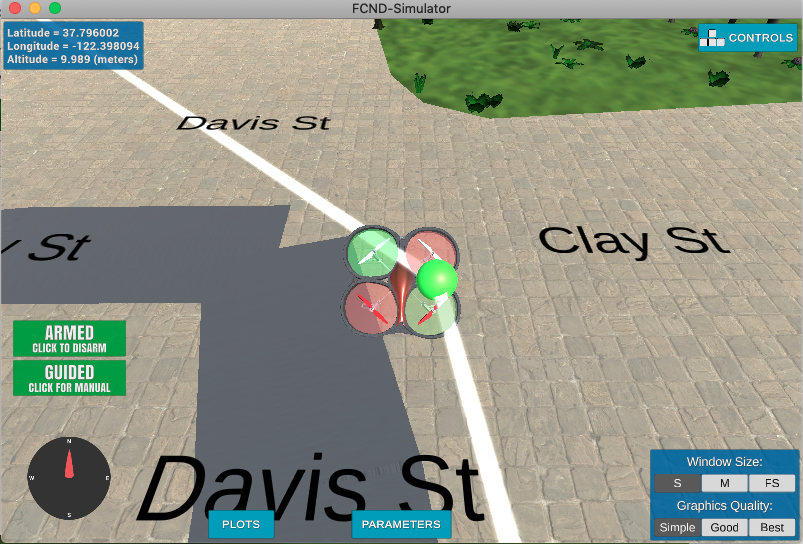 FCND-Simulator
Latitude = 37.796002
Longitude = -122.398094
Altitude = 9.989 (meters)
CONTROLS
Davis St
Clay St
y St
ARMED
CLICK TO DISARM
GUIDED
CLICK FOR MANUAL
N
W E
S
Davis St
PLOTS
PARAMETERS
Window Size:
S M FS
Graphics Quality:
Simple Good Best